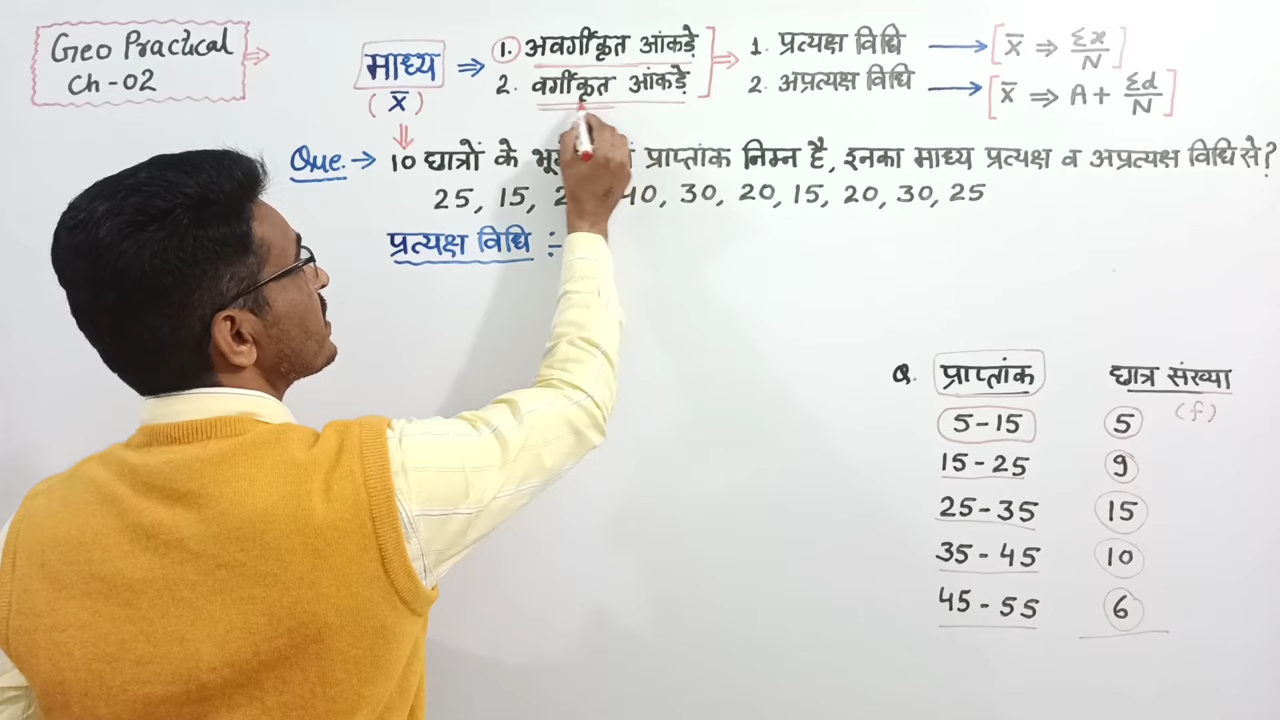 Geo Practical
Ch-02
माध्य
( x̄ )
⇒ 1. अवर्गीकृत आंकड़े
2. वर्गीकृत आंकड़े
⇒ 1. प्रत्यक्ष विधि → [ x̄ ⇒ Σx/N ]
2. अप्रत्यक्ष विधि → [ x̄ ⇒ A + Σd/N ]
Que. → 10 छात्रों के प्राप्तांक निम्न है, इनका माध्य प्रत्यक्ष व अप्रत्यक्ष विधि से?
25, 15, 40, 30, 20, 15, 20, 30, 25
प्रत्यक्ष विधि ÷
Q. प्राप्तांक छात्र संख्या
(f)
5-15 5
15-25 9
25-35 15
35-45 10
45-55 6